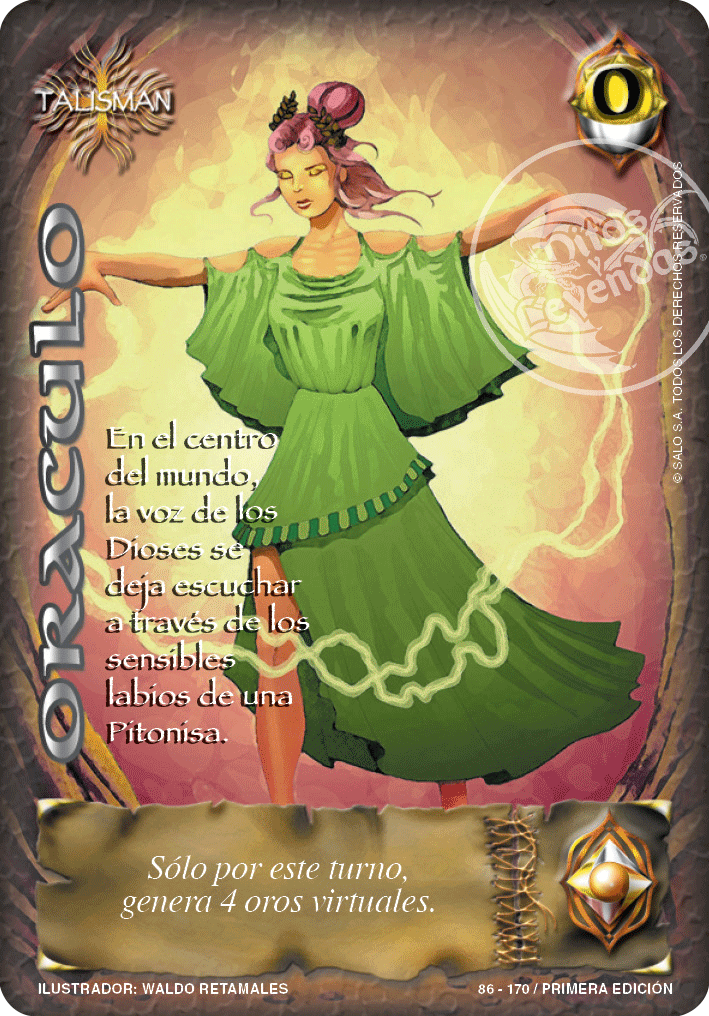 TALISMAN
0
Mitos
y
Leyendas®
© SALO S.A. TODOS LOS DERECHOS RESERVADOS
ORACULO
En el centro
del mundo,
la voz de los
Dioses se
deja escuchar
a través de los
sensibles
labios de una
Pitonisa.
Sólo por este turno,
genera 4 oros virtuales.
ILUSTRADOR: WALDO RETAMALES
86 - 170 / PRIMERA EDICIÓN